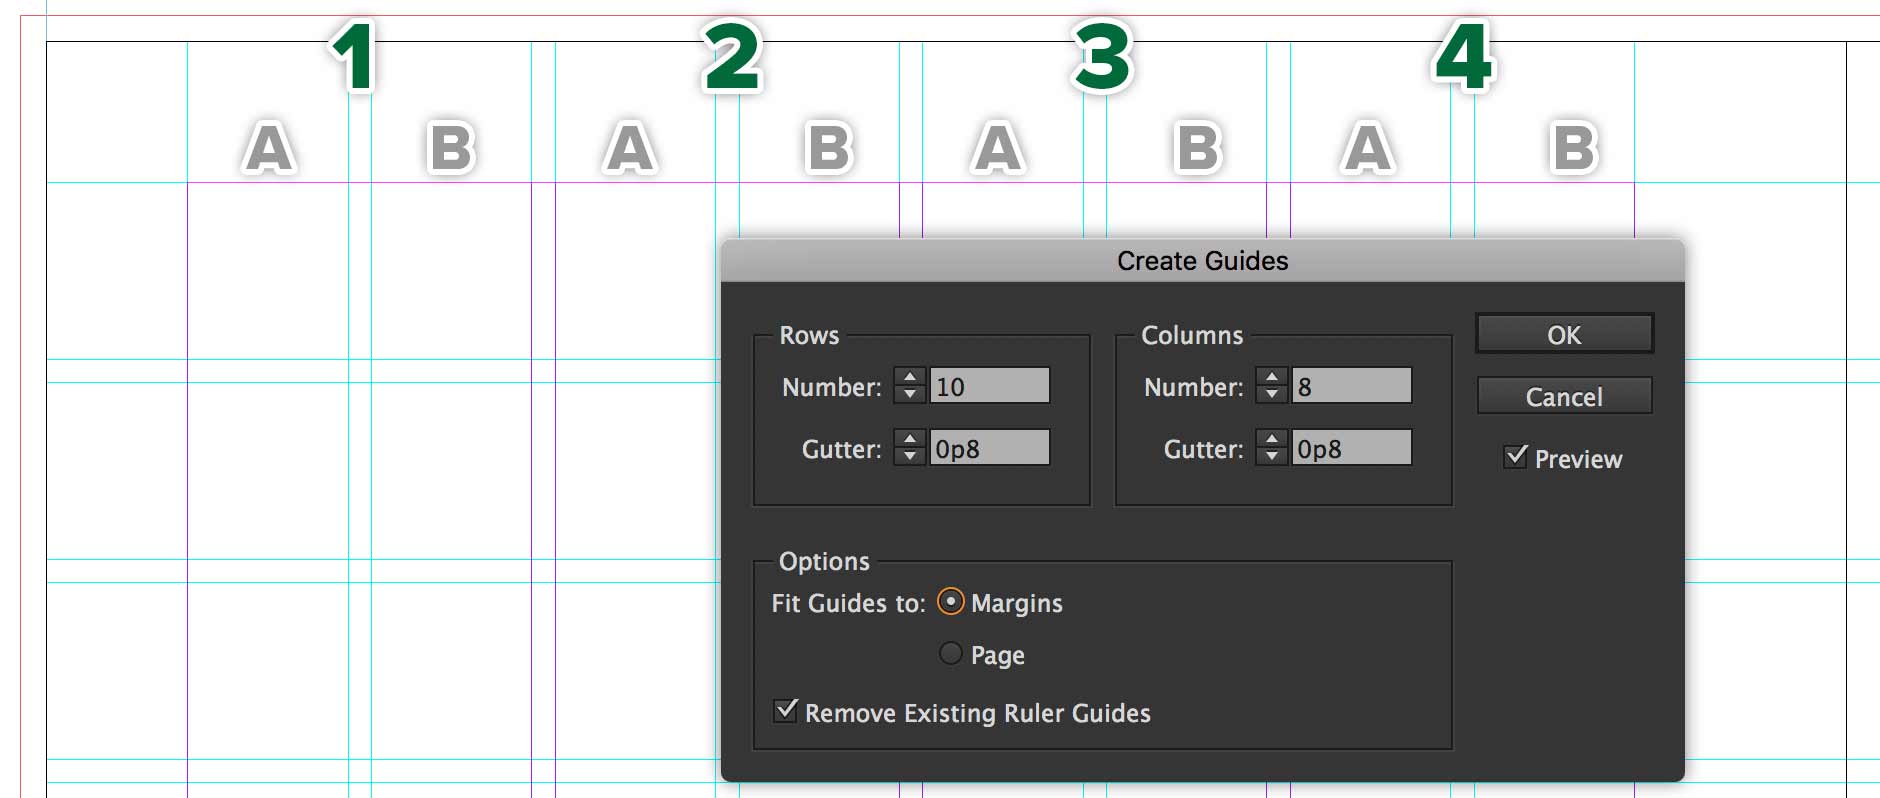 1 2 3 4
A B A B A B A B
Create Guides
Rows
Number: 10
Gutter: 0p8
Columns
Number: 8
Gutter: 0p8
OK
Cancel
Preview
Options
Fit Guides to: Margins
Page
Remove Existing Ruler Guides